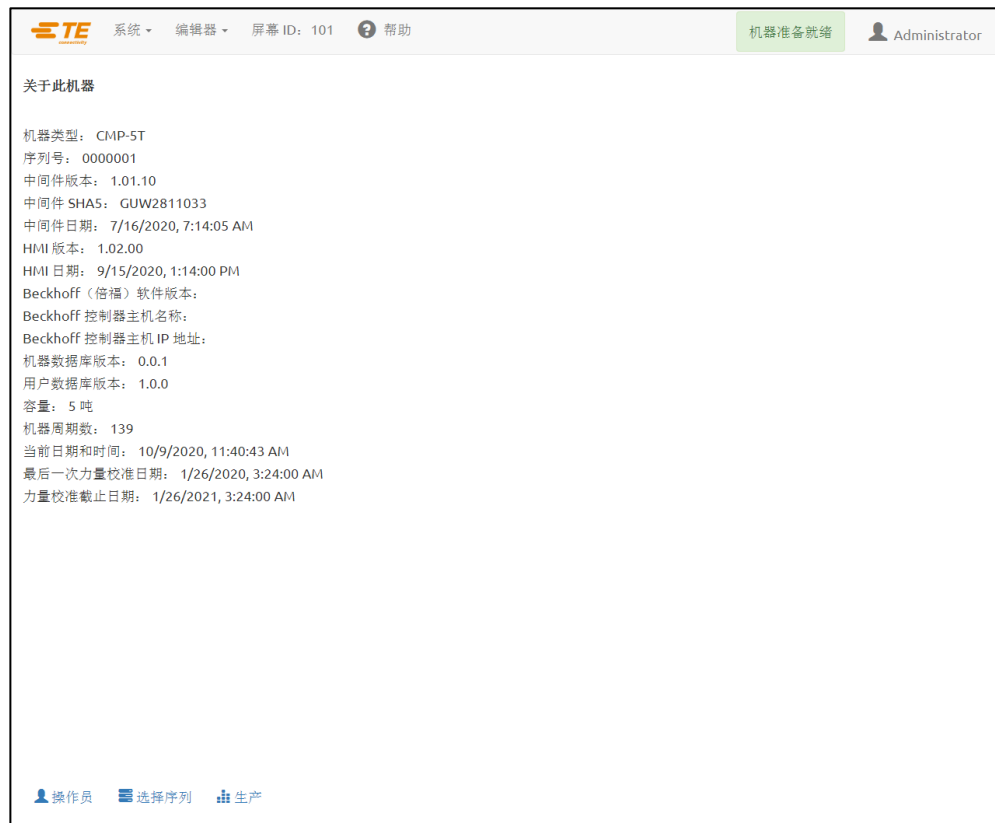 TE connectivity 系统 编辑器 屏幕 ID: 101 ? 帮助 机器准备就绪 Administrator
关于此机器
机器类型: CMP-5T
序列号: 0000001
中间件版本: 1.01.10
中间件 SHA5: GUW2811033
中间件日期: 7/16/2020, 7:14:05 AM
HMI 版本: 1.02.00
HMI 日期: 9/15/2020, 1:14:00 PM
Beckhoff（倍福）软件版本:
Beckhoff 控制器主机名称:
Beckhoff 控制器主机 IP 地址:
机器数据库版本: 0.0.1
用户数据库版本: 1.0.0
容量: 5 吨
机器周期数: 139
当前日期和时间: 10/9/2020, 11:40:43 AM
最后一次力量校准日期: 1/26/2020, 3:24:00 AM
力量校准截止日期: 1/26/2021, 3:24:00 AM
操作员 选择序列 生产